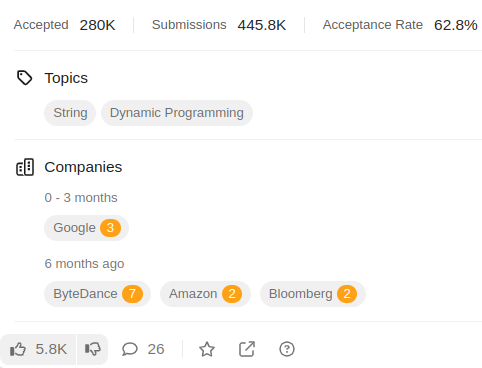 Accepted 280K Submissions 445.8K Acceptance Rate 62.8%
Topics
String Dynamic Programming
Companies
0 - 3 months
Google 3
6 months ago
ByteDance 7 Amazon 2 Bloomberg 2
5.8K 26